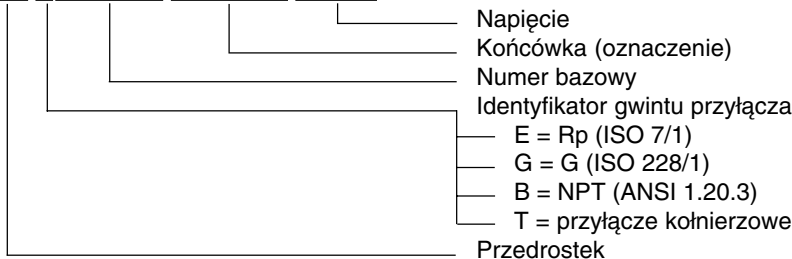 Napięcie
Końcówka (oznaczenie)
Numer bazowy
Identyfikator gwintu przyłącza
E = Rp (ISO 7/1)
G = G (ISO 228/1)
B = NPT (ANSI 1.20.3)
T = przyłącze kołnierzowe
Przedrostek